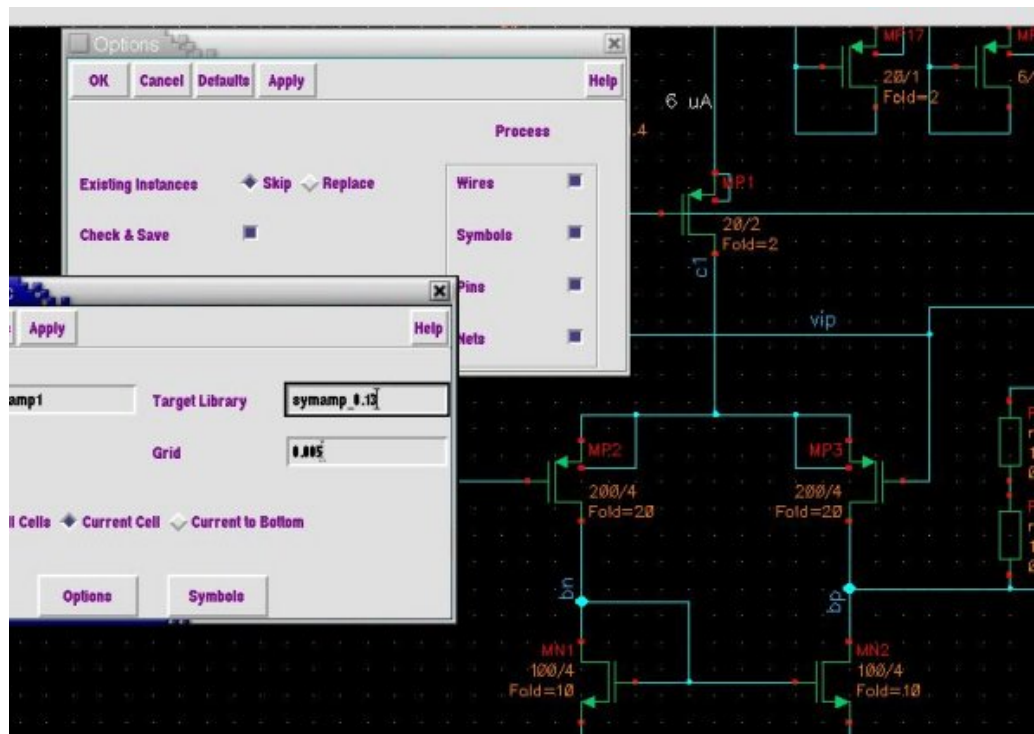 Options
OK Cancel Defaults Apply Help
Process
Existing Instances Skip Replace
Check & Save
Wires
Symbols
Pins
Nets
Apply Help
amp1 Target Library symamp_0.13
Grid 0.005
Cells Current Cell Current to Bottom
Options Symbols
6 uA
.4
MP17
20/1
Fold=2
6/
MP1
20/2
Fold=2
c1
vip
MP2
200/4
Fold=20
MP3
200/4
Fold=20
bn
bp
MN1
100/4
Fold=10
MN2
100/4
Fold=10